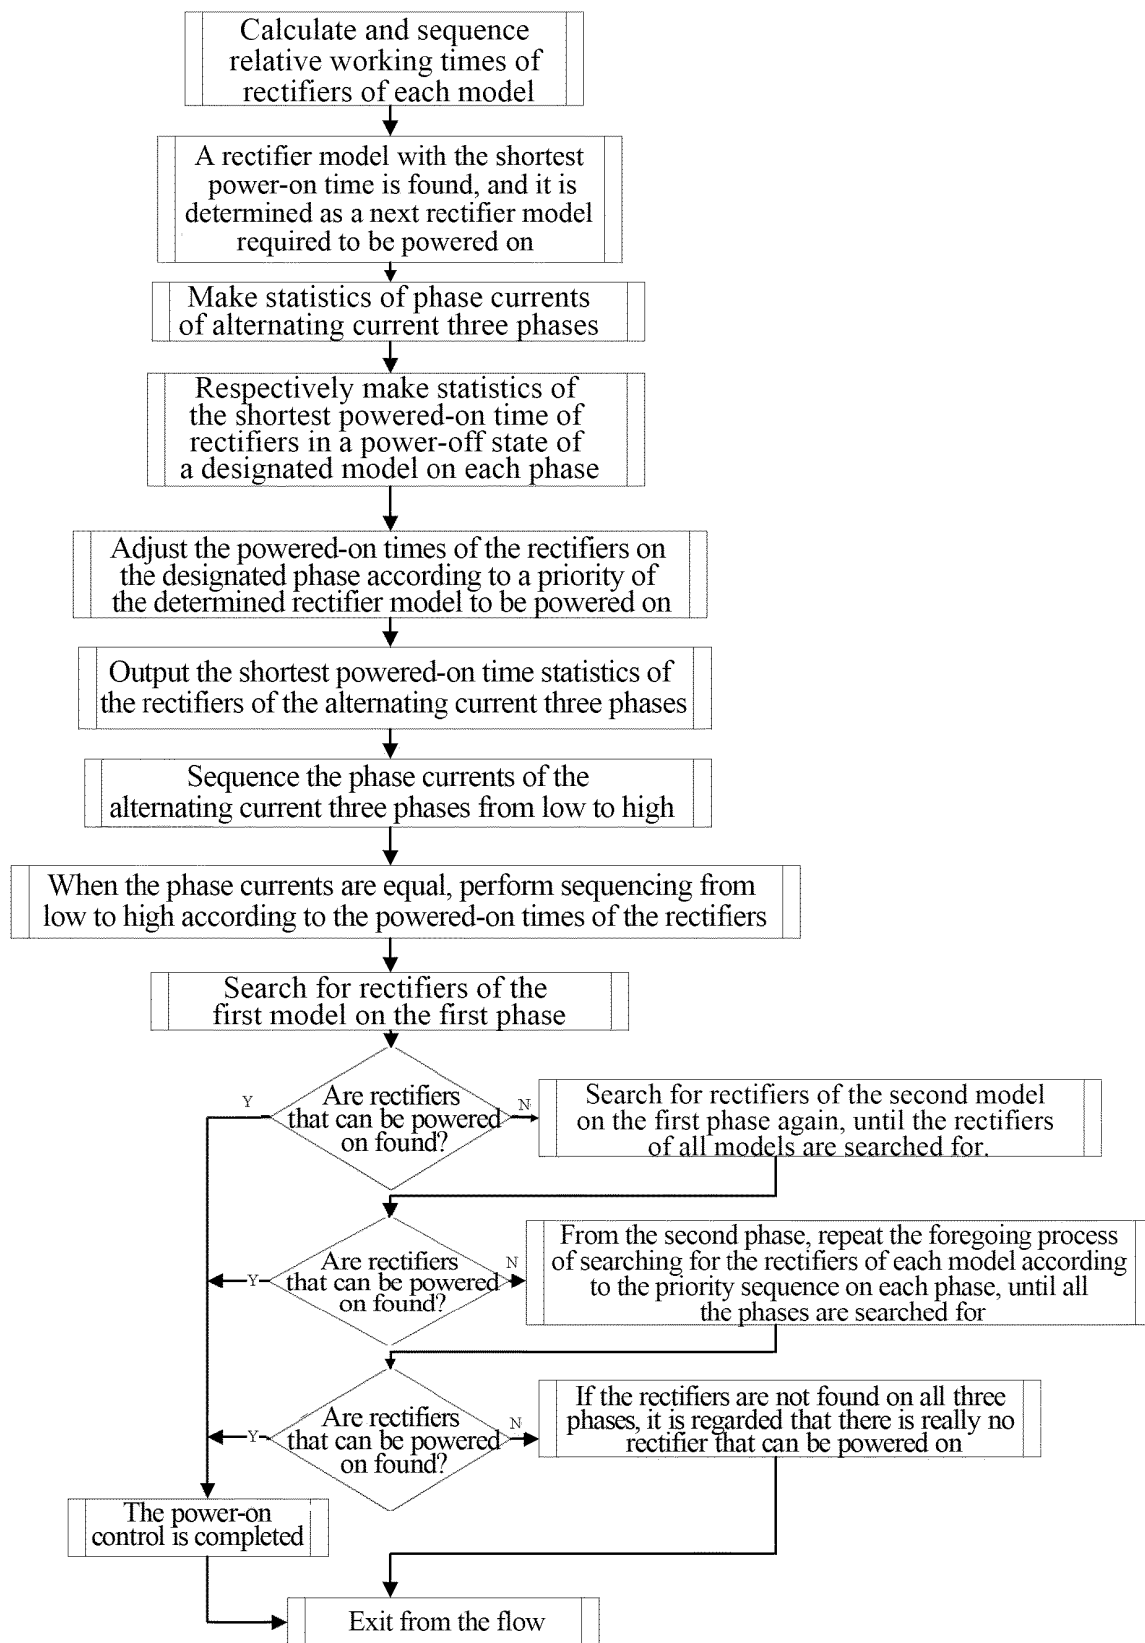 Calculate and sequence
relative working times of
rectifiers of each model
A rectifier model with the shortest
power-on time is found, and it is
determined as a next rectifier model
required to be powered on
Make statistics of phase currents
of alternating current three phases
Respectively make statistics of
the shortest powered-on time of
rectifiers in a power-off state of
a designated model on each phase
Adjust the powered-on times of the rectifiers on
the designated phase according to a priority of
the determined rectifier model to be powered on
Output the shortest powered-on time statistics of
the rectifiers of the alternating current three phases
Sequence the phase currents of the
alternating current three phases from low to high
When the phase currents are equal, perform sequencing from
low to high according to the powered-on times of the rectifiers
Search for rectifiers of the
first model on the first phase
Y
Are rectifiers
that can be powered
on found?
N
Search for rectifiers of the second model
on the first phase again, until the rectifiers
of all models are searched for.
Y
Are rectifiers
that can be powered
on found?
N
From the second phase, repeat the foregoing process
of searching for the rectifiers of each model according
to the priority sequence on each phase, until all
the phases are searched for
Y
Are rectifiers
that can be powered
on found?
N
If the rectifiers are not found on all three
phases, it is regarded that there is really no
rectifier that can be powered on
The power-on
control is completed
Exit from the flow